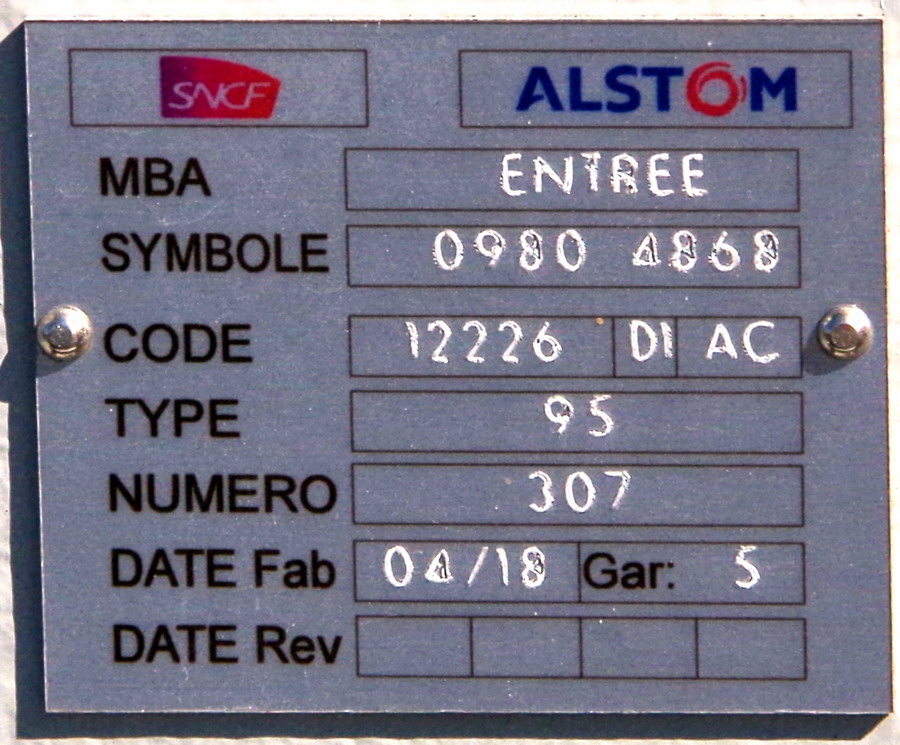 SNCF ALSTOM
MBA ENTREE
SYMBOLE 0980 4868
CODE 12226 DI AC
TYPE 95
NUMERO 307
DATE Fab 04/18 Gar: 5
DATE Rev